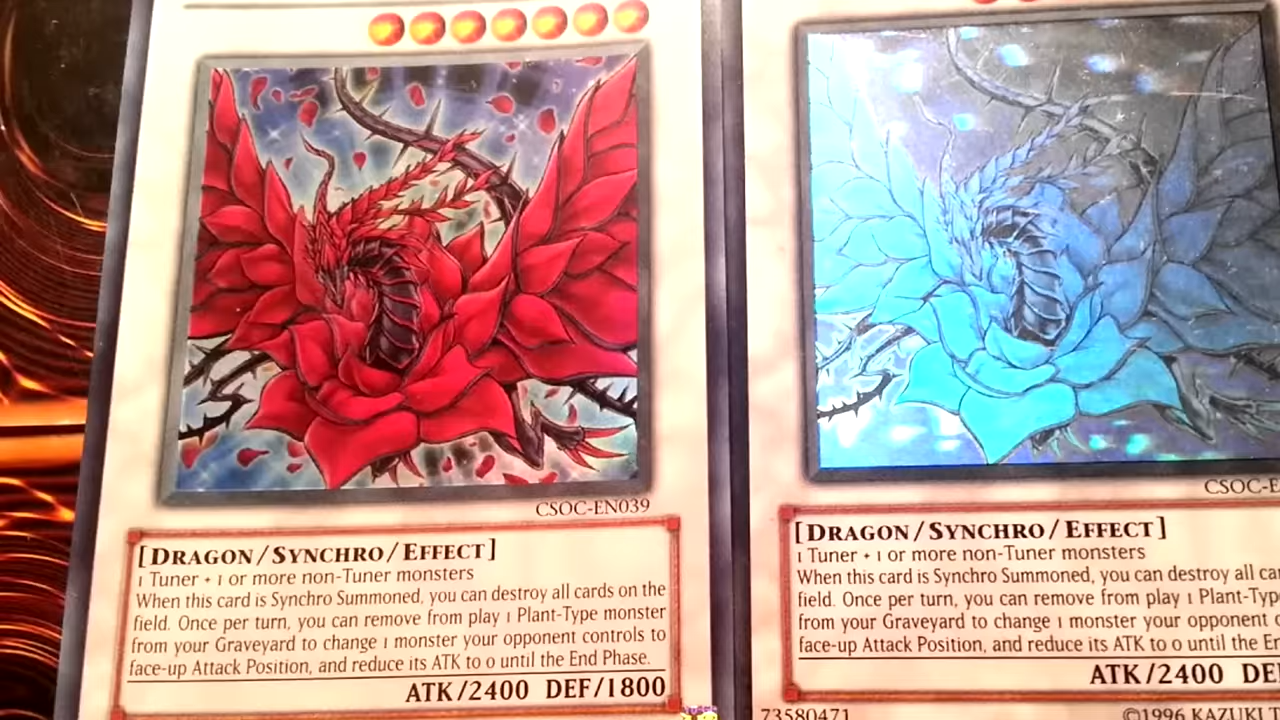 CSOC-EN039
[DRAGON/SYNCHRO/EFFECT]
1 Tuner + 1 or more non-Tuner monsters
When this card is Synchro Summoned, you can destroy all cards on the
field. Once per turn, you can remove from play 1 Plant-Type monster
from your Graveyard to change 1 monster your opponent controls to
face-up Attack Position, and reduce its ATK to 0 until the End Phase.
ATK/2400 DEF/1800
CSOC-E
[DRAGON/SYNCHRO/EFFECT]
1 Tuner + 1 or more non-Tuner monsters
When this card is Synchro Summoned, you can destroy all ca
field. Once per turn, you can remove from play 1 Plant-Typ
from your Graveyard to change 1 monster your opponent c
face-up Attack Position, and reduce its ATK to 0 until the En
ATK/2400 DE
73580471 ©1996 KAZUKI T